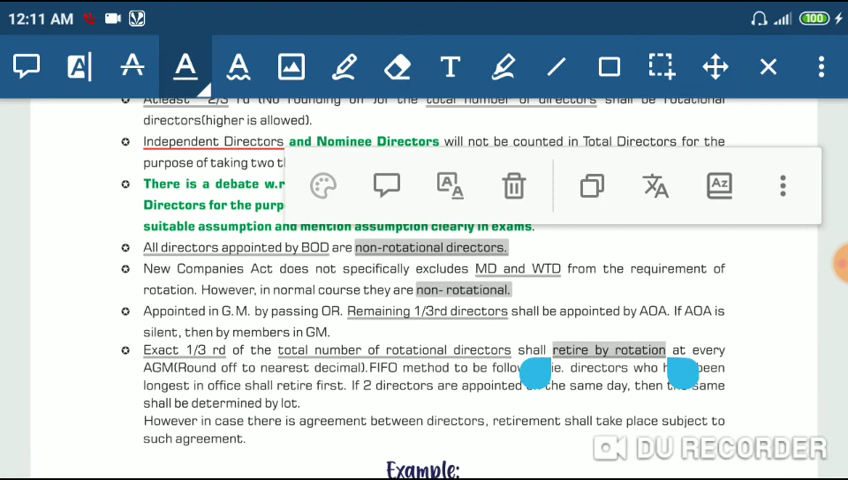 12:11 AM
100
Atleast 2/3 rd (No rounding off)of the total number of directors shall be rotational
directors(higher is allowed).
Independent Directors and Nominee Directors will not be counted in Total Directors for the
purpose of taking two th
There is a debate w.r
Directors for the purp
suitable assumption and mention assumption clearly in exams.
All directors appointed by BOD are non-rotational directors.
New Companies Act does not specifically excludes MD and WTD from the requirement of
rotation. However, in normal course they are non- rotational.
Appointed in G.M. by passing OR. Remaining 1/3rd directors shall be appointed by AOA. If AOA is
silent, then by members in GM.
Exact 1/3 rd of the total number of rotational directors shall retire by rotation at every
AGM(Round off to nearest decimal).FIFO method to be follow ie. directors who h been
longest in office shall retire first. If 2 directors are appointed on the same day, then the same
shall be determined by lot.
However in case there is agreement between directors, retirement shall take place subject to
such agreement.
DU RECORDER
Example: